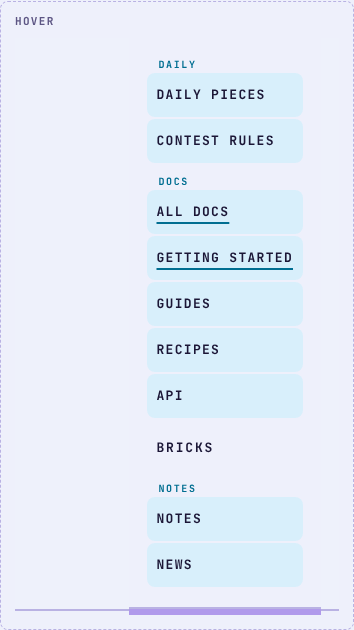 HOVER
DAILY
DAILY PIECES
CONTEST RULES
DOCS
ALL DOCS
GETTING STARTED
GUIDES
RECIPES
API
BRICKS
NOTES
NOTES
NEWS